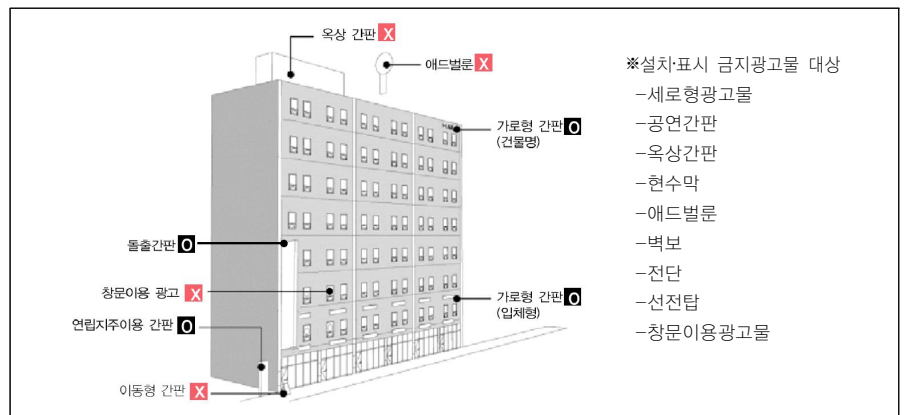 옥상 간판 X
애드벌룬 X
가로형 간판 O
(건물명)
돌출간판 O
창문이용 광고 X
연립지주이용 간판 O
가로형 간판 O
(입체형)
이동형 간판 X
※설치·표시 금지광고물 대상
-세로형광고물
-공연간판
-옥상간판
-현수막
-애드벌룬
-벽보
-전단
-선전탑
-창문이용광고물